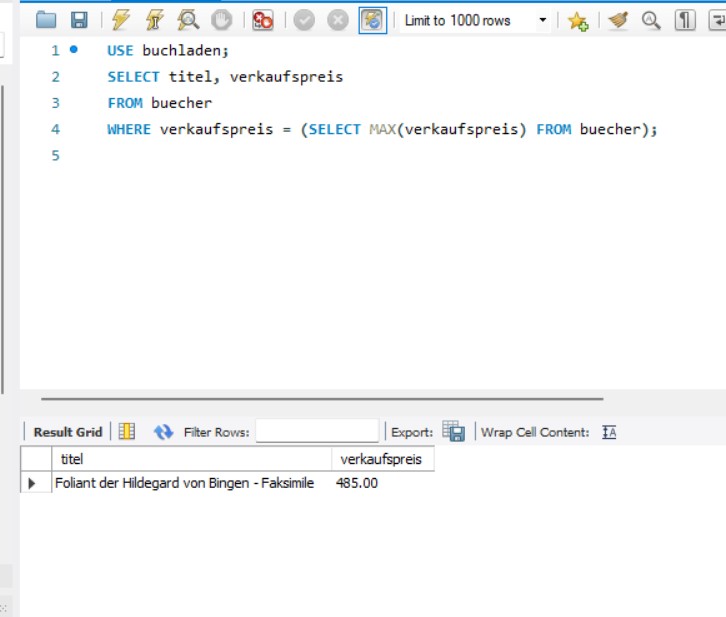 Limit to 1000 rows
1 USE buchladen;
2 SELECT titel, verkaufspreis
3 FROM buecher
4 WHERE verkaufspreis = (SELECT MAX(verkaufspreis) FROM buecher);
5
Result Grid Filter Rows: Export: Wrap Cell Content: IA
titel verkaufspreis
Foliant der Hildegard von Bingen - Faksimile 485.00